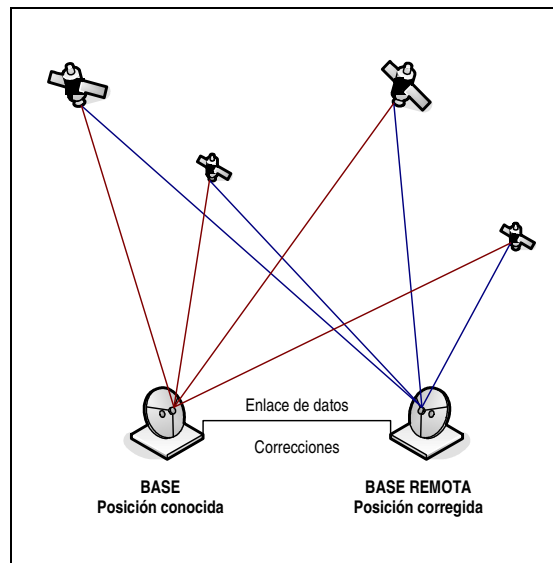 Enlace de datos
Correcciones
BASE
Posición conocida
BASE REMOTA
Posición corregida